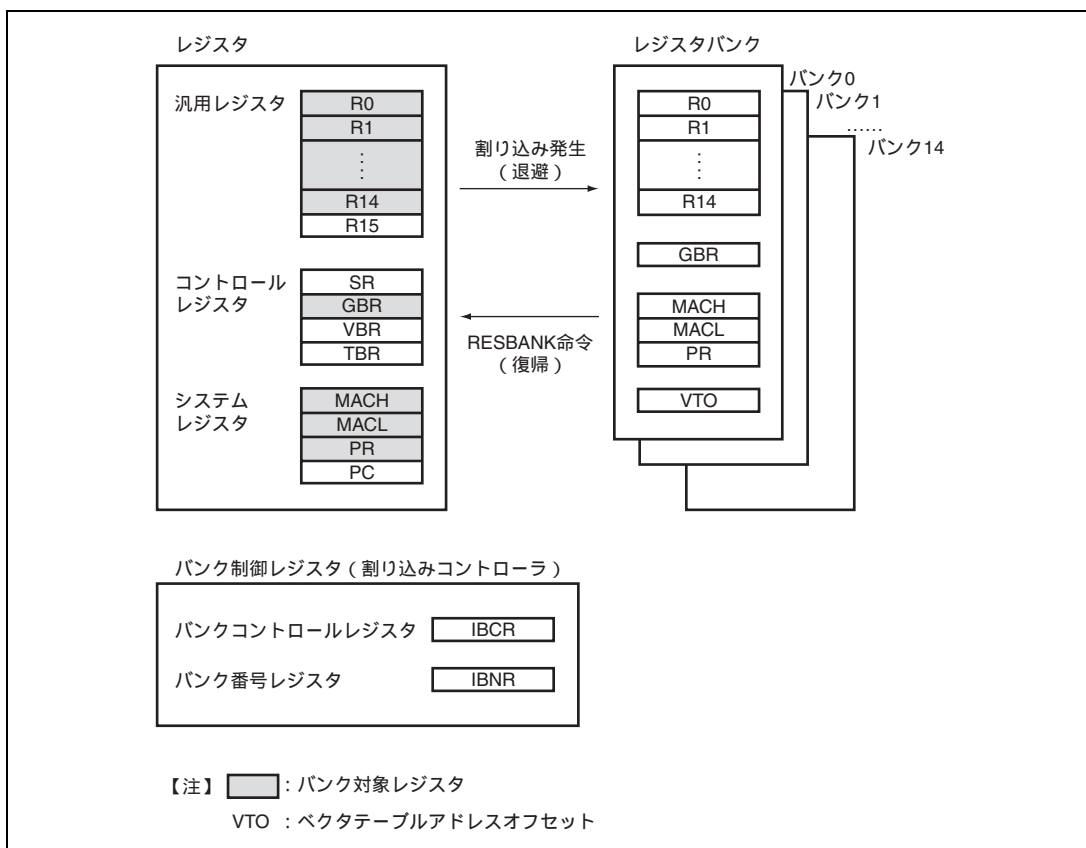 レジスタ
汎用レジスタ
R0
R1
⋮
R14
R15
コントロール
レジスタ
SR
GBR
VBR
TBR
システム
レジスタ
MACH
MACL
PR
PC
割り込み発生
(退避)
RESBANK命令
(復帰)
レジスタバンク
バンク0
バンク1
......
バンク14
R0
R1
⋮
R14
GBR
MACH
MACL
PR
VTO
バンク制御レジスタ(割り込みコントローラ)
バンクコントロールレジスタ IBCR
バンク番号レジスタ IBNR
【注】 :バンク対象レジスタ
VTO :ベクタテーブルアドレスオフセット